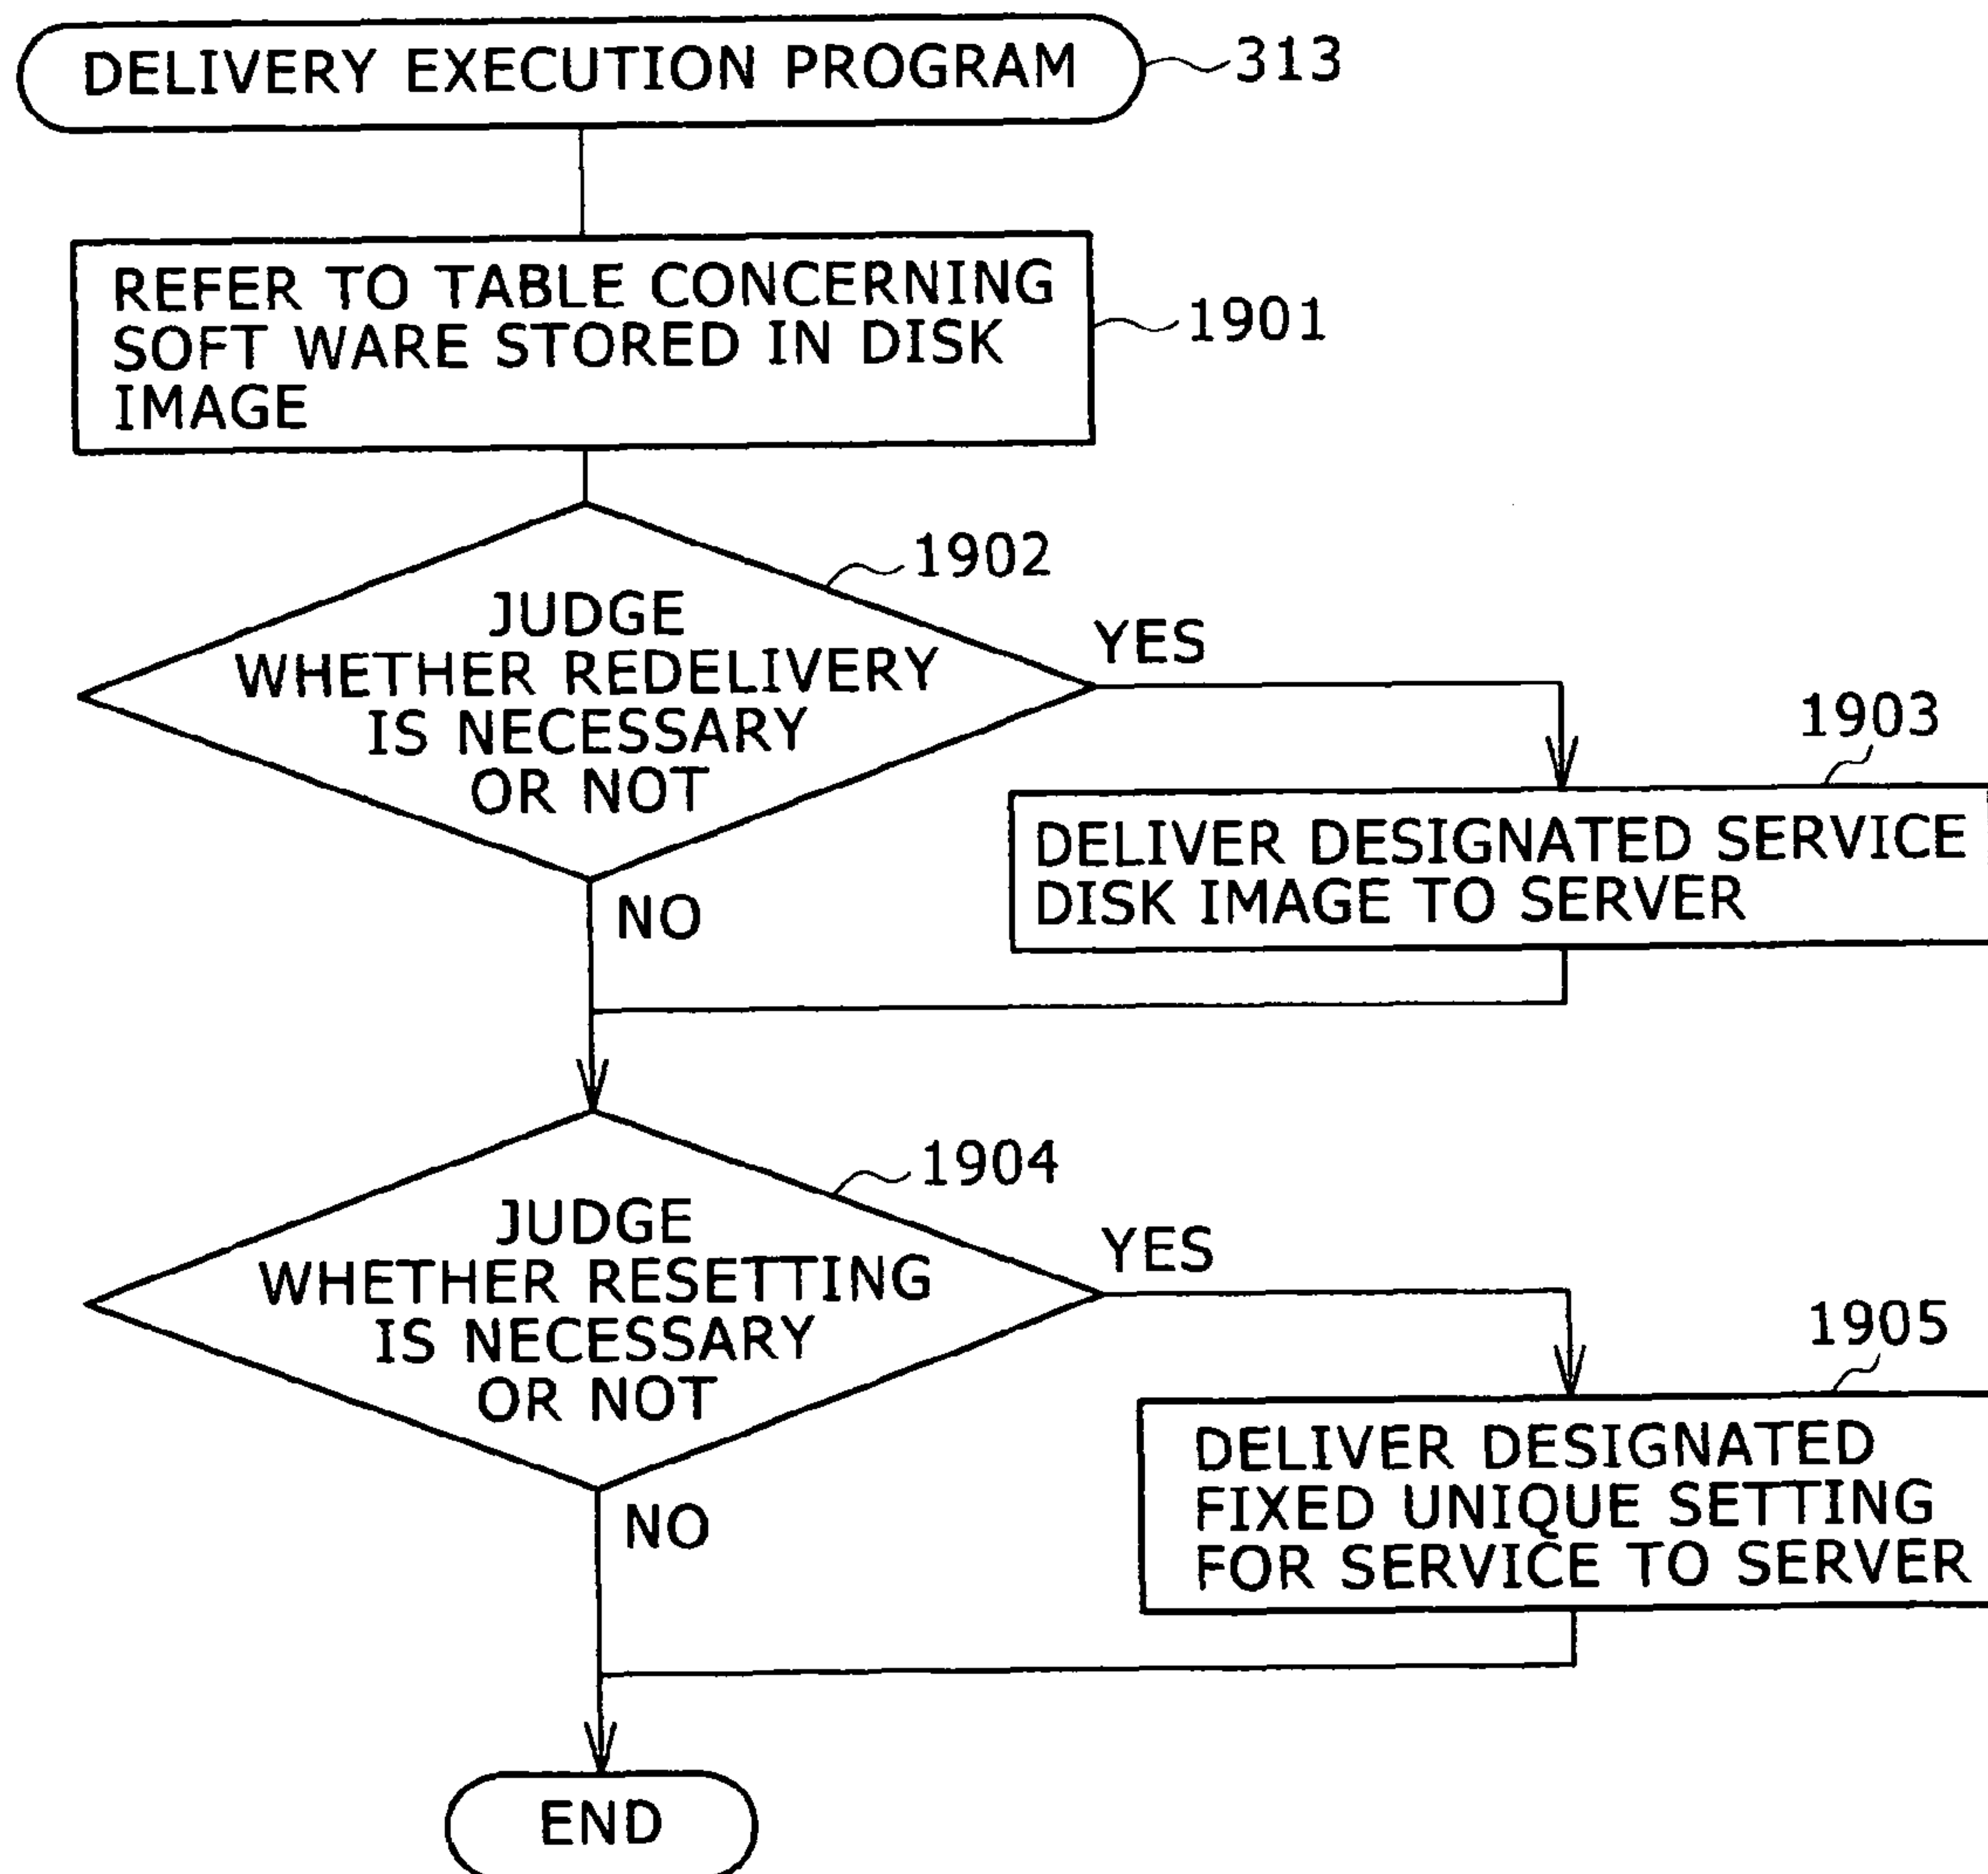 DELIVERY EXECUTION PROGRAM
313
REFER TO TABLE CONCERNING
SOFT WARE STORED IN DISK
IMAGE
1901
1902
JUDGE
WHETHER REDELIVERY
IS NECESSARY
OR NOT
YES
NO
1903
DELIVER DESIGNATED SERVICE
DISK IMAGE TO SERVER
1904
JUDGE
WHETHER RESETTING
IS NECESSARY
OR NOT
YES
NO
1905
DELIVER DESIGNATED
FIXED UNIQUE SETTING
FOR SERVICE TO SERVER
END